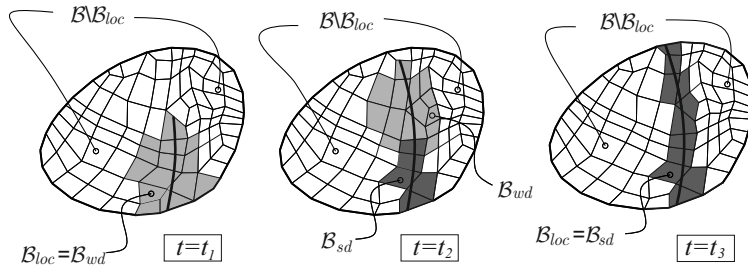 𝓑\𝓑_loc
𝓑\𝓑_loc
𝓑\𝓑_loc
𝓑_wd
𝓑_loc=𝓑_wd
t=t_1
𝓑_sd
t=t_2
𝓑_loc=𝓑_sd
t=t_3